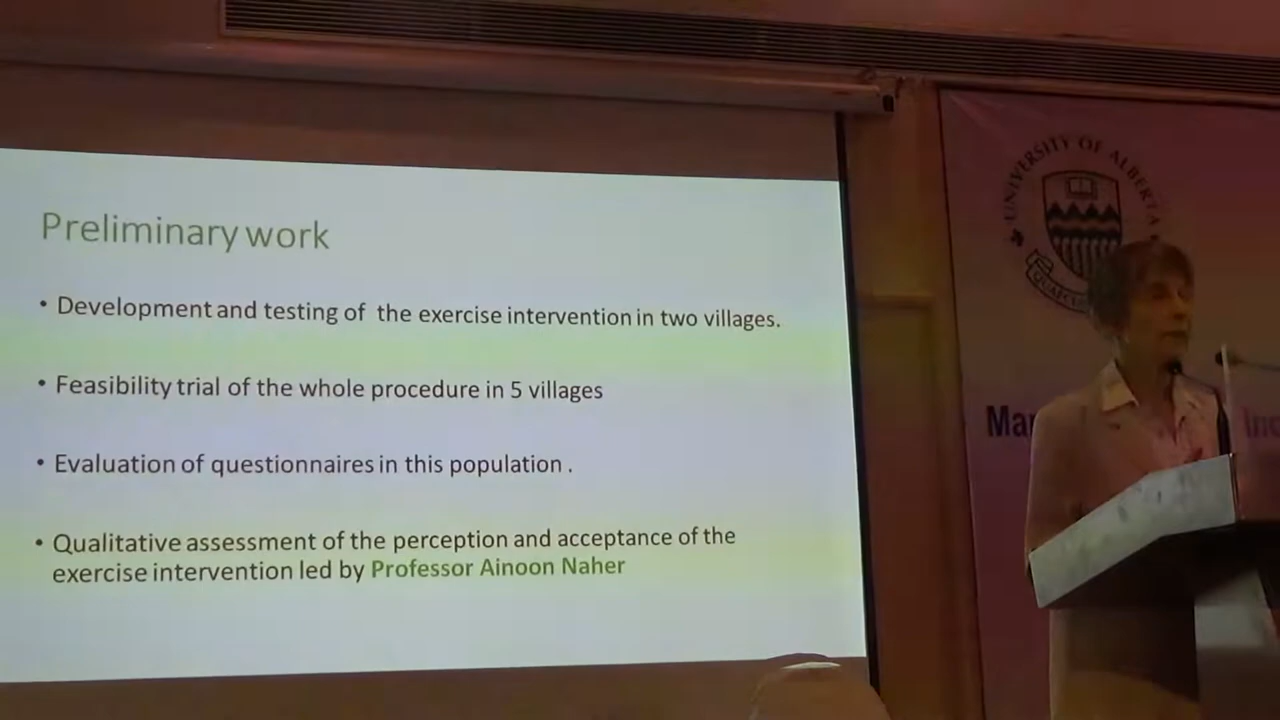 Preliminary work
• Development and testing of the exercise intervention in two villages.
• Feasibility trial of the whole procedure in 5 villages
• Evaluation of questionnaires in this population .
• Qualitative assessment of the perception and acceptance of the
exercise intervention led by Professor Ainoon Naher
UNIVERSITY OF ALBERTA